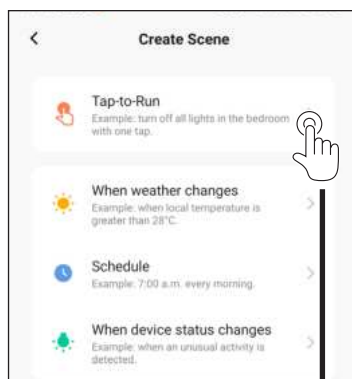 Create Scene
Tap-to-Run
Example: turn off all lights in the bedroom
with one tap.
When weather changes
Example: when local temperature is
greater than 28°C.
Schedule
Example: 7:00 a.m. every morning.
When device status changes
Example: when an unusual activity is
detected.